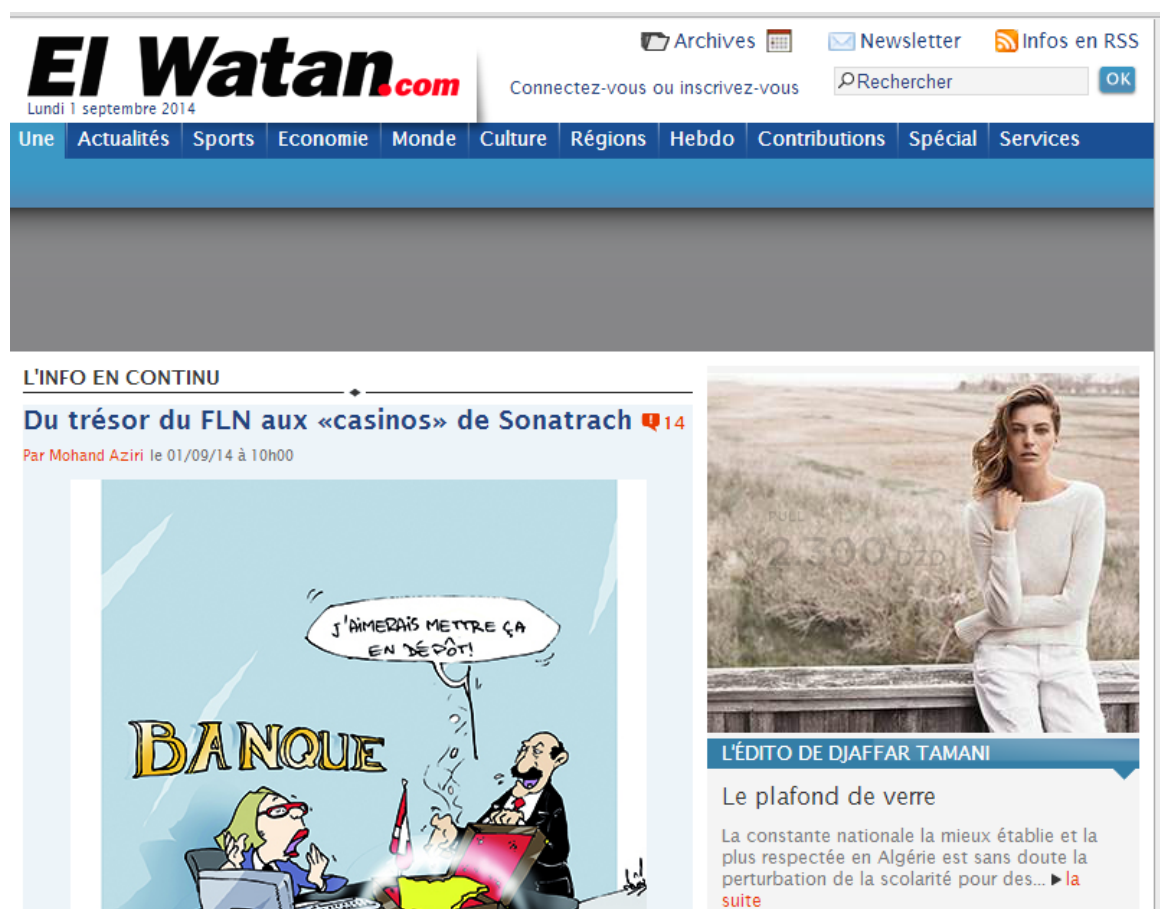 El Watan.com
Lundi 1 septembre 2014
Archives
Newsletter
Infos en RSS
Connectez-vous ou inscrivez-vous
Rechercher
OK
Une Actualités Sports Economie Monde Culture Régions Hebdo Contributions Spécial Services
L'INFO EN CONTINU
Du trésor du FLN aux «casinos» de Sonatrach 14
Par Mohand Aziri le 01/09/14 à 10h00
J'AIMERAIS METTRE ÇA
EN DÉPÔT!
BANQUE
PULL
2 300 DZD
L'ÉDITO DE DJAFFAR TAMANI
Le plafond de verre
La constante nationale la mieux établie et la
plus respectée en Algérie est sans doute la
perturbation de la scolarité pour des... ▶ la
suite